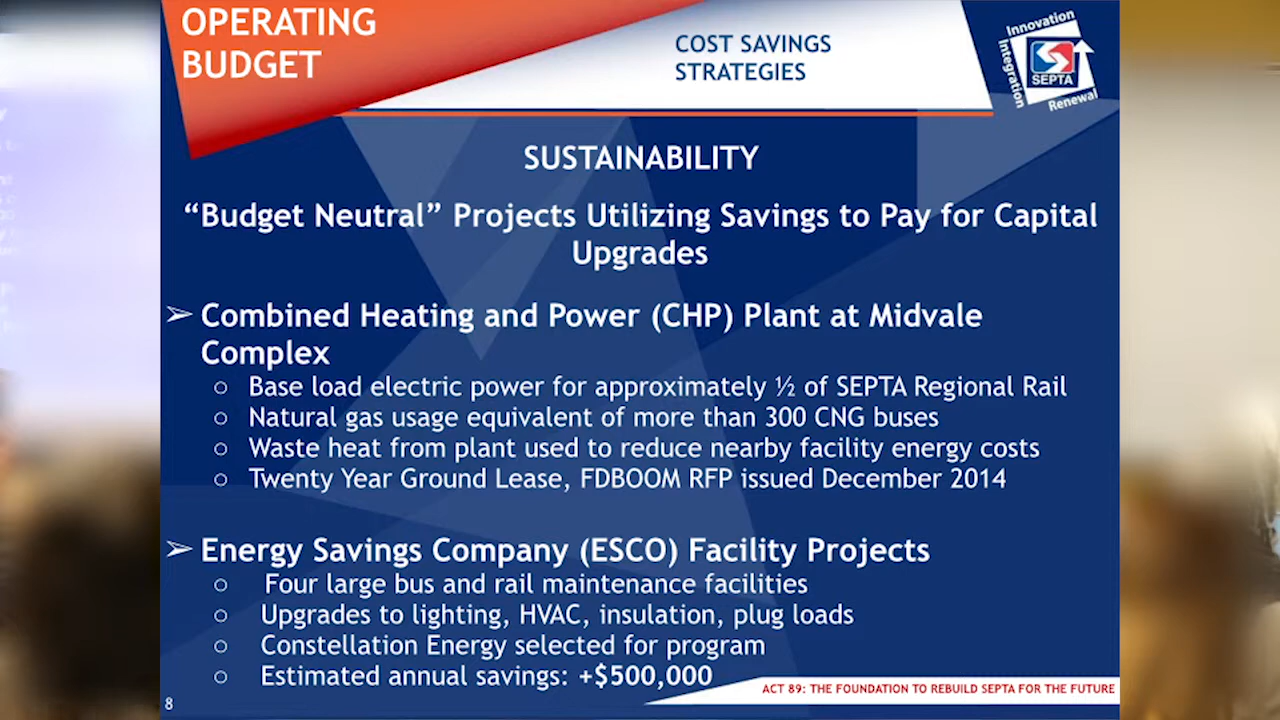 OPERATING
BUDGET
COST SAVINGS
STRATEGIES
Innovation
Integration
SEPTA
Renewal
SUSTAINABILITY
“Budget Neutral” Projects Utilizing Savings to Pay for Capital
Upgrades
➢ Combined Heating and Power (CHP) Plant at Midvale
Complex
○ Base load electric power for approximately ½ of SEPTA Regional Rail
○ Natural gas usage equivalent of more than 300 CNG buses
○ Waste heat from plant used to reduce nearby facility energy costs
○ Twenty Year Ground Lease, FDBOOM RFP issued December 2014
➢ Energy Savings Company (ESCO) Facility Projects
○ Four large bus and rail maintenance facilities
○ Upgrades to lighting, HVAC, insulation, plug loads
○ Constellation Energy selected for program
○ Estimated annual savings: +$500,000
ACT 89: THE FOUNDATION TO REBUILD SEPTA FOR THE FUTURE
8